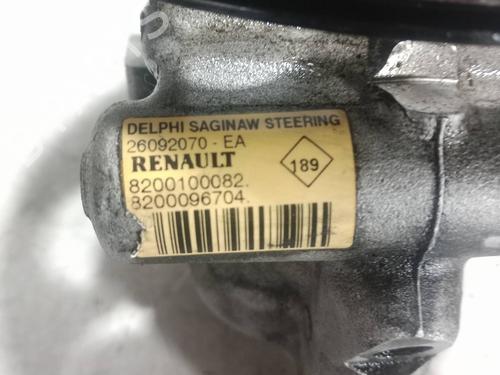 DELPHI SAGINAW STEERING
26092070 - EA
RENAULT
189
8200100082.
8200096704.